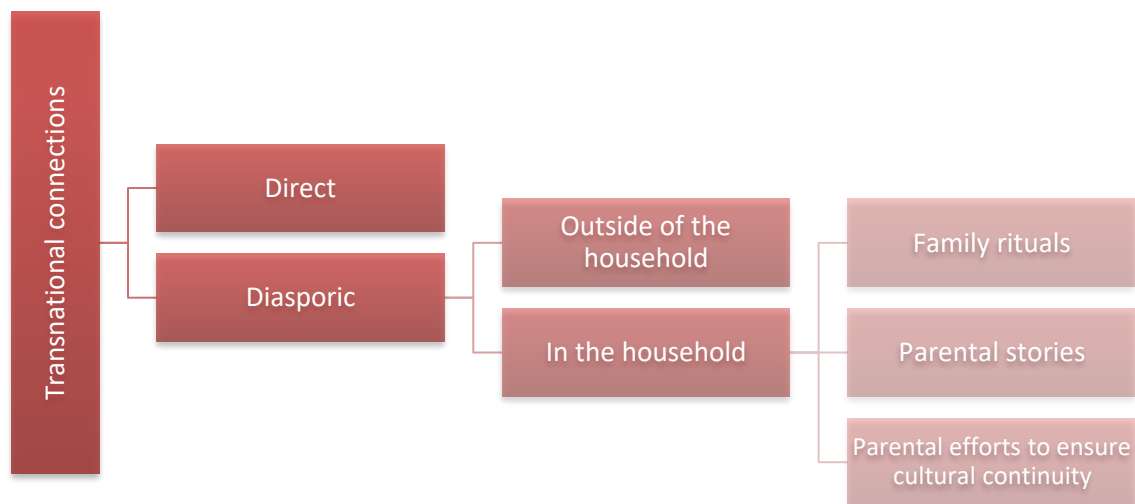 Transnational connections
Direct
Diasporic
Outside of the
household
In the household
Family rituals
Parental stories
Parental efforts to ensure
cultural continuity